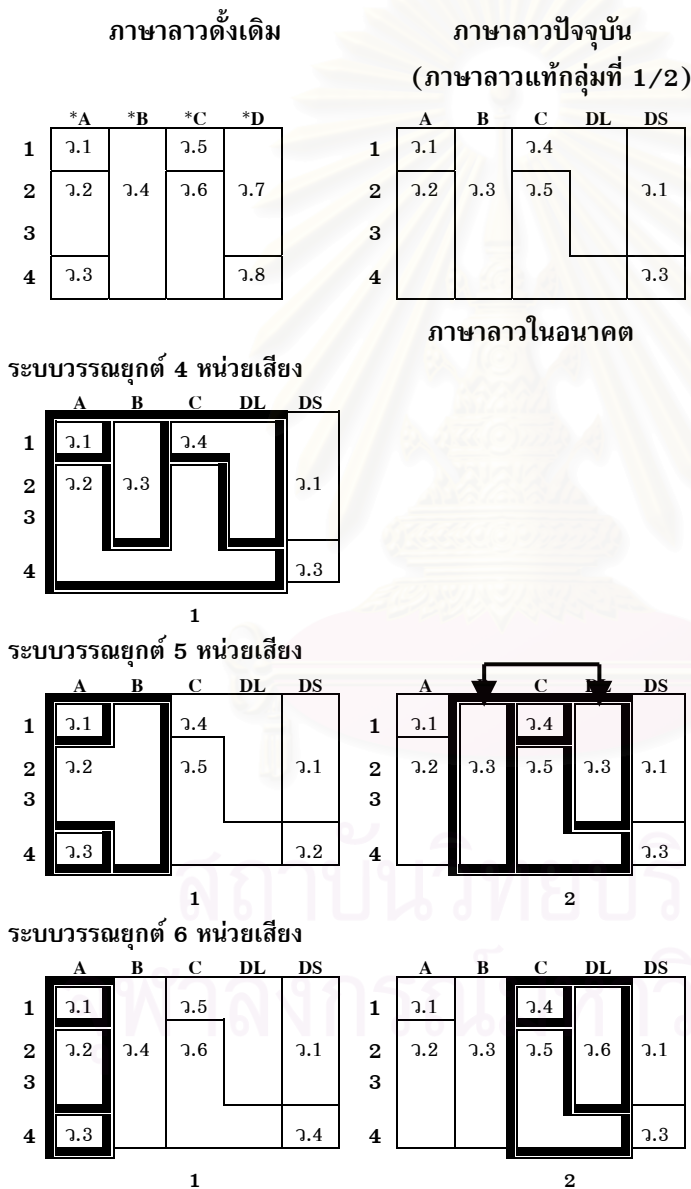 ภาษาลาวดั้งเดิม ภาษาลาวปัจจุบัน
(ภาษาลาวแท้กลุ่มที่ 1/2)
*A *B *C *D A B C DL DS
1 ว.1 ว.5 1 ว.1 ว.4
2 ว.2 ว.4 ว.6 ว.7 2 ว.2 ว.3 ว.5 ว.1
3 3
4 ว.3 ว.8 4 ว.3
ภาษาลาวในอนาคต
ระบบวรรณยุกต์ 4 หน่วยเสียง
A B C DL DS
1 ว.1 ว.4
2 ว.2 ว.3 ว.1
3
4 ว.3
1
ระบบวรรณยุกต์ 5 หน่วยเสียง
A B C DL DS A C DS
1 ว.1 ว.4 1 ว.1 ว.4
2 ว.2 ว.5 ว.1 2 ว.2 ว.3 ว.5 ว.3 ว.1
3 3
4 ว.3 ว.2 4 ว.3
1 2
ระบบวรรณยุกต์ 6 หน่วยเสียง
A B C DL DS A B C DL DS
1 ว.1 ว.5 1 ว.1 ว.4
2 ว.2 ว.4 ว.6 ว.1 2 ว.2 ว.3 ว.5 ว.6 ว.1
3 3
4 ว.3 ว.4 4 ว.3
1 2